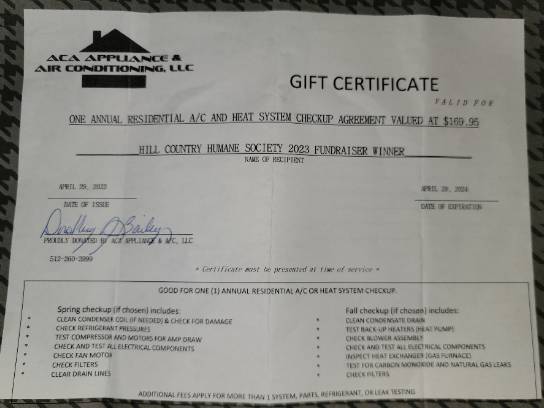 ACA APPLIANCE &
AIR CONDITIONING, LLC
GIFT CERTIFICATE
VALID FOR
ONE ANNUAL RESIDENTIAL A/C AND HEAT SYSTEM CHECKUP AGREEMENT VALUED AT $169.95
HILL COUNTRY HUMANE SOCIETY 2023 FUNDRAISER WINNER
NAME OF RECIPIENT
APRIL 29, 2023
DATE OF ISSUE
APRIL 29, 2024
DATE OF EXPIRATION
Bailey
PROUDLY DONATED BY ACA APPLIANCE & A/C, LLC
512-260-2999
* Certificate must be presented at time of service *
GOOD FOR ONE (1) ANNUAL RESIDENTIAL A/C OR HEAT SYSTEM CHECKUP.
Spring checkup (if chosen) includes:
* CLEAN CONDENSER COIL (IF NEEDED) & CHECK FOR DAMAGE
* CHECK REFRIGERANT PRESSURES
* TEST COMPRESSOR AND MOTORS FOR AMP DRAW
* CHECK AND TEST ALL ELECTRICAL COMPONENTS
* CHECK FAN MOTOR
* CHECK FILTERS
* CLEAR DRAIN LINES
Fall checkup (if chosen) includes:
* CLEAN CONDENSATE DRAIN
* TEST BACK-UP HEATERS (HEAT PUMP)
* CHECK BLOWER ASSEMBLY
* CHECK AND TEST ALL ELECTRICAL COMPONENTS
* INSPECT HEAT EXCHANGER (GAS FURNACE)
* TEST FOR CARBON MONOXIDE AND NATURAL GAS LEAKS
* CHECK FILTERS
ADDITIONAL FEES APPLY FOR MORE THAN 1 SYSTEM, PARTS, REFRIGERANT, OR LEAK TESTING